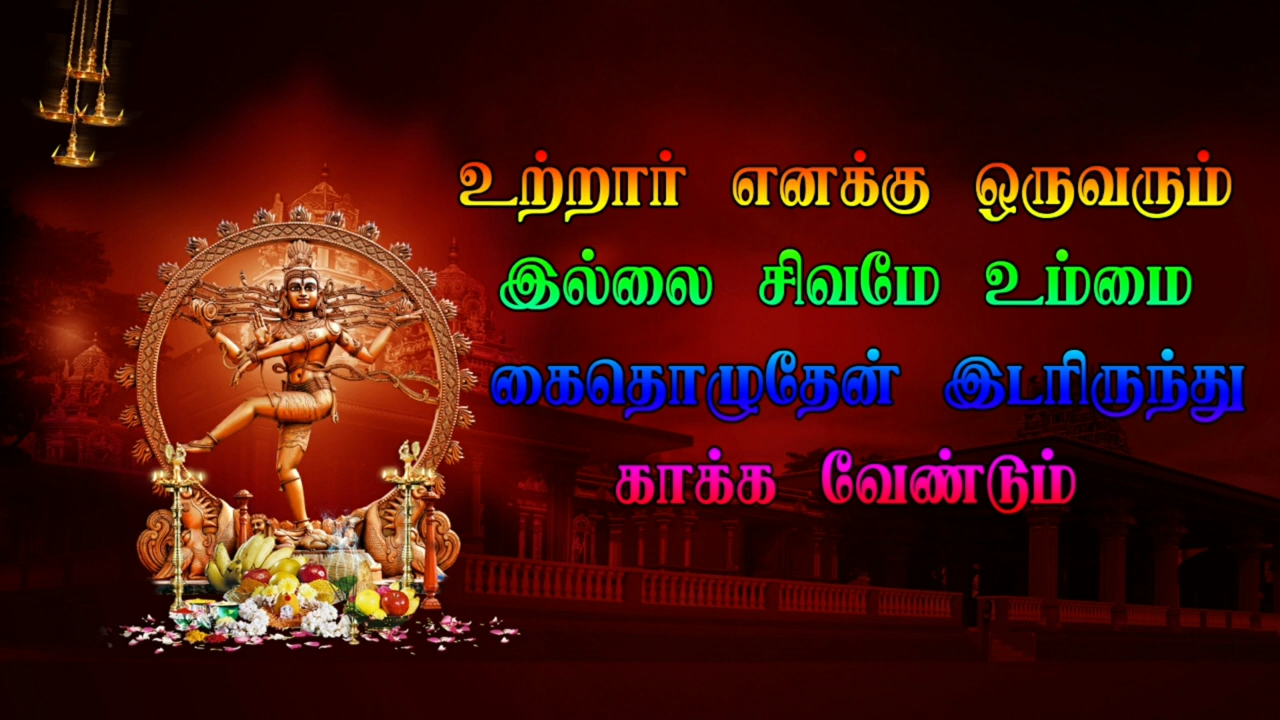 உற்றார் எனக்கு ஒருவரும்
இல்லை சிவமே உம்மை
கைதொழுதேன் இடரிருந்து
காக்க வேண்டும்